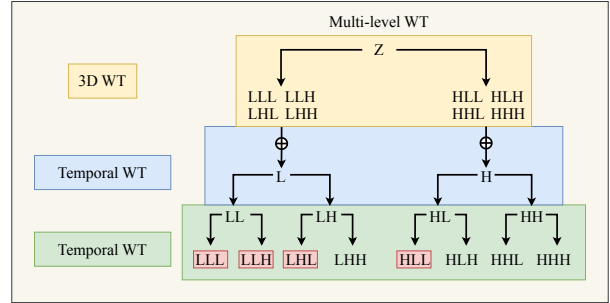 Multi-level WT
Z
3D WT
LLL LLH
LHL LHH
HLL HLH
HHL HHH
Temporal WT
L
H
LL
LH
HL
HH
Temporal WT
LLL
LLH
LHL
LHH
HLL
HLH
HHL
HHH